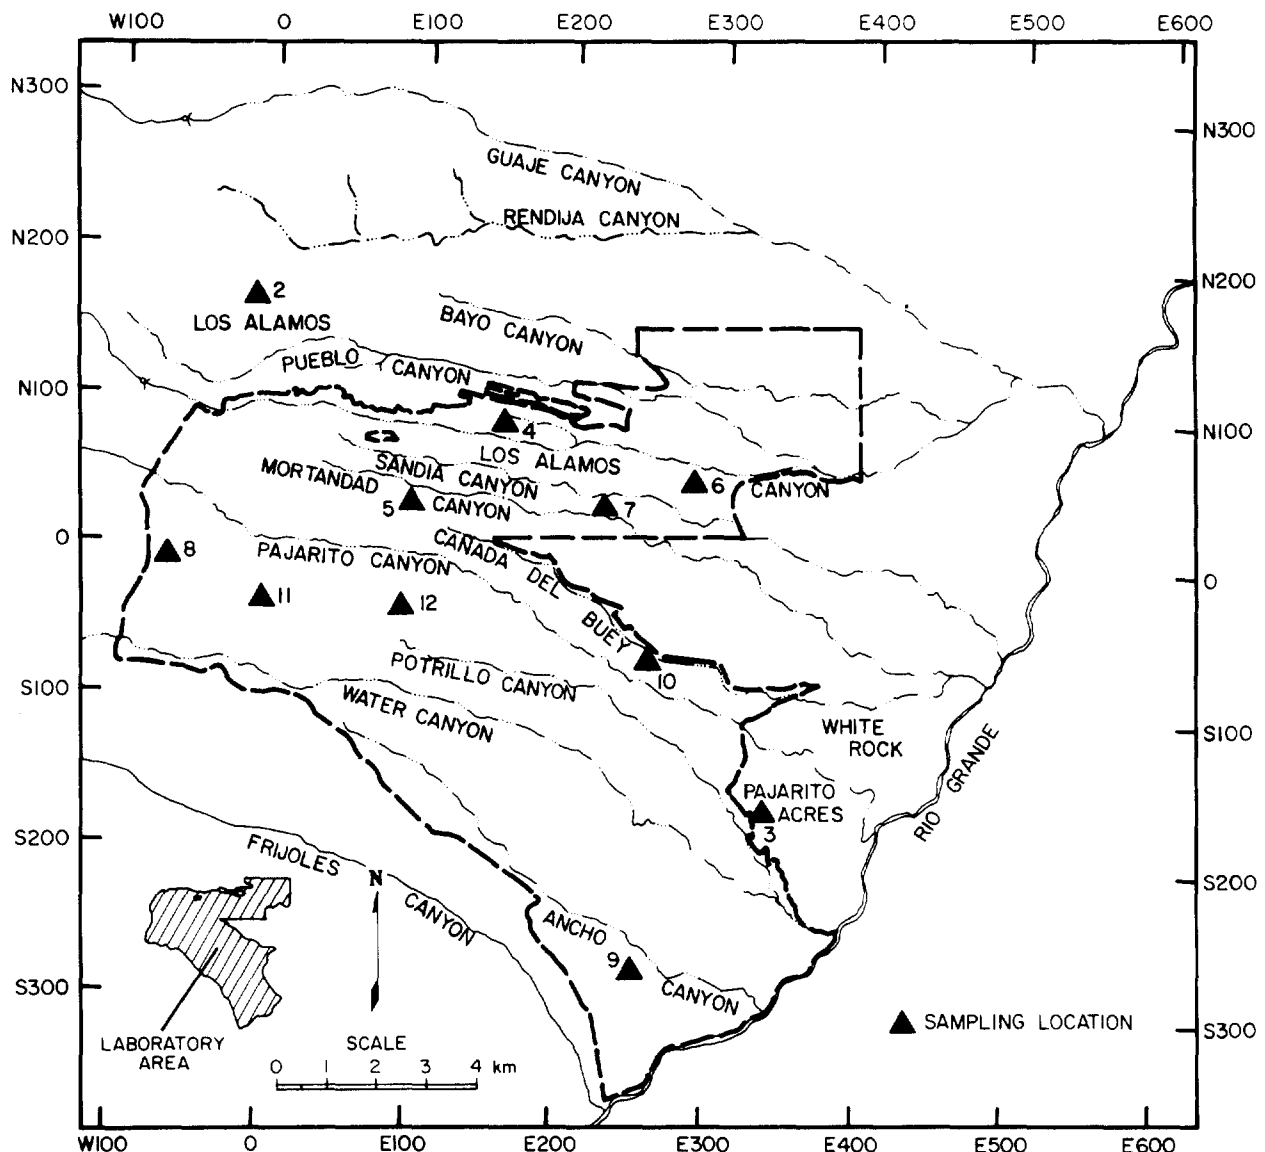 W100 0 E100 E200 E300 E400 E500 E600
N300
N300
GUAJE CANYON
RENDIJA CANYON
N200
N200
2
LOS ALAMOS
BAYO CANYON
PUEBLO CANYON
N100
N100
4
LOS ALAMOS
CANYON
SANDIA CANYON
MORTANDAD
CANYON
5
6
7
0
0
CAÑADA DEL BUEY
PAJARITO CANYON
8
11
12
10
POTRILLO CANYON
S100
S100
WATER CANYON
WHITE
ROCK
PAJARITO
ACRES
3
RIO GRANDE
S200
S200
FRIJOLES
CANYON
N
ANCHO
CANYON
9
S300
S300
LABORATORY
AREA
SCALE
0 1 2 3 4 km
SAMPLING LOCATION
W100 0 E100 E200 E300 E400 E500 E600